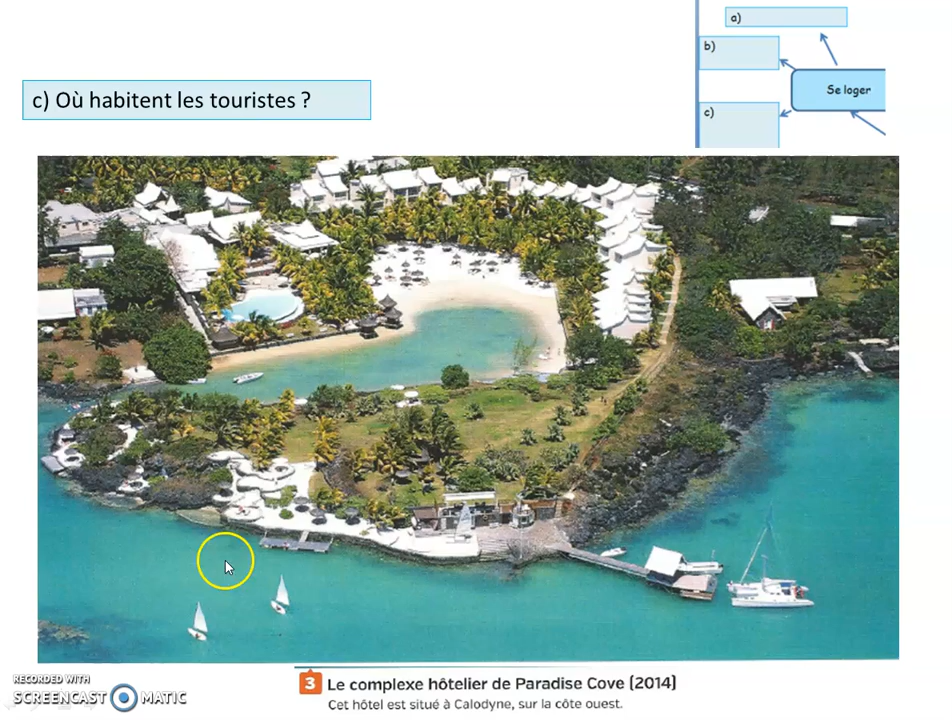 a)
b)
Se loger
c)
c) Où habitent les touristes ?
3 Le complexe hôtelier de Paradise Cove (2014)
Cet hôtel est situé à Calodyne, sur la côte ouest.
RECORDED WITH
SCREENCAST MATIC